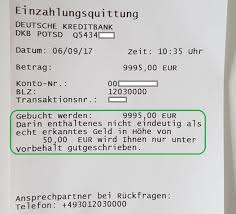 Einzahlungsquittung
DEUTSCHE KREDITBANK
DKB POTSD Q5434
Datum: 06/09/17 Zeit: 10:35 Uhr
Betrag: 9995,00 EUR
Konto-Nr.: 00
BLZ: 12030000
Transaktionsnr.:
Gebucht werden: 9995,00 EUR
Darin enthaltenes nicht eindeutig als
echt erkanntes Geld in Höhe von
50,00 EUR wird Ihnen nur unter
vorbehalt gutgeschrieben.
Ansprechpartner bei Rückfragen:
Telefon: +493012030000